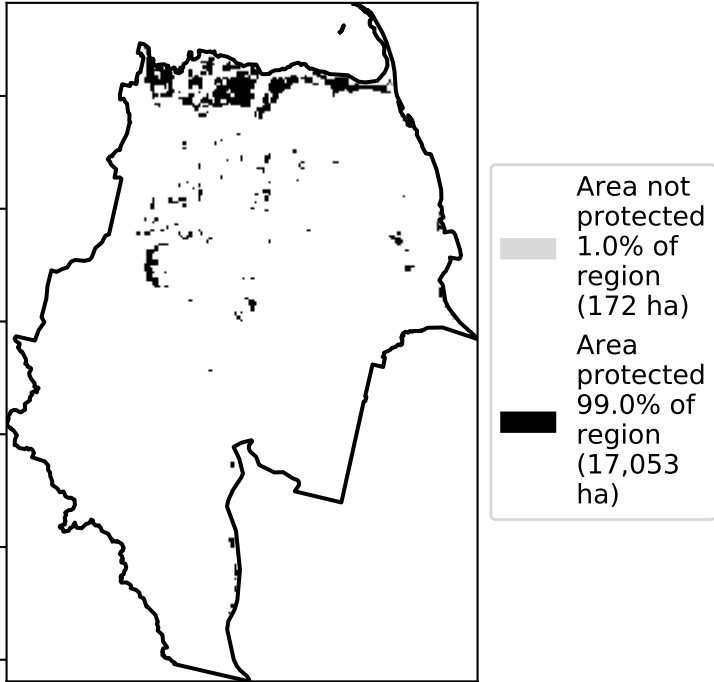 Area not
protected
1.0% of
region
(172 ha)
Area
protected
99.0% of
region
(17,053
ha)